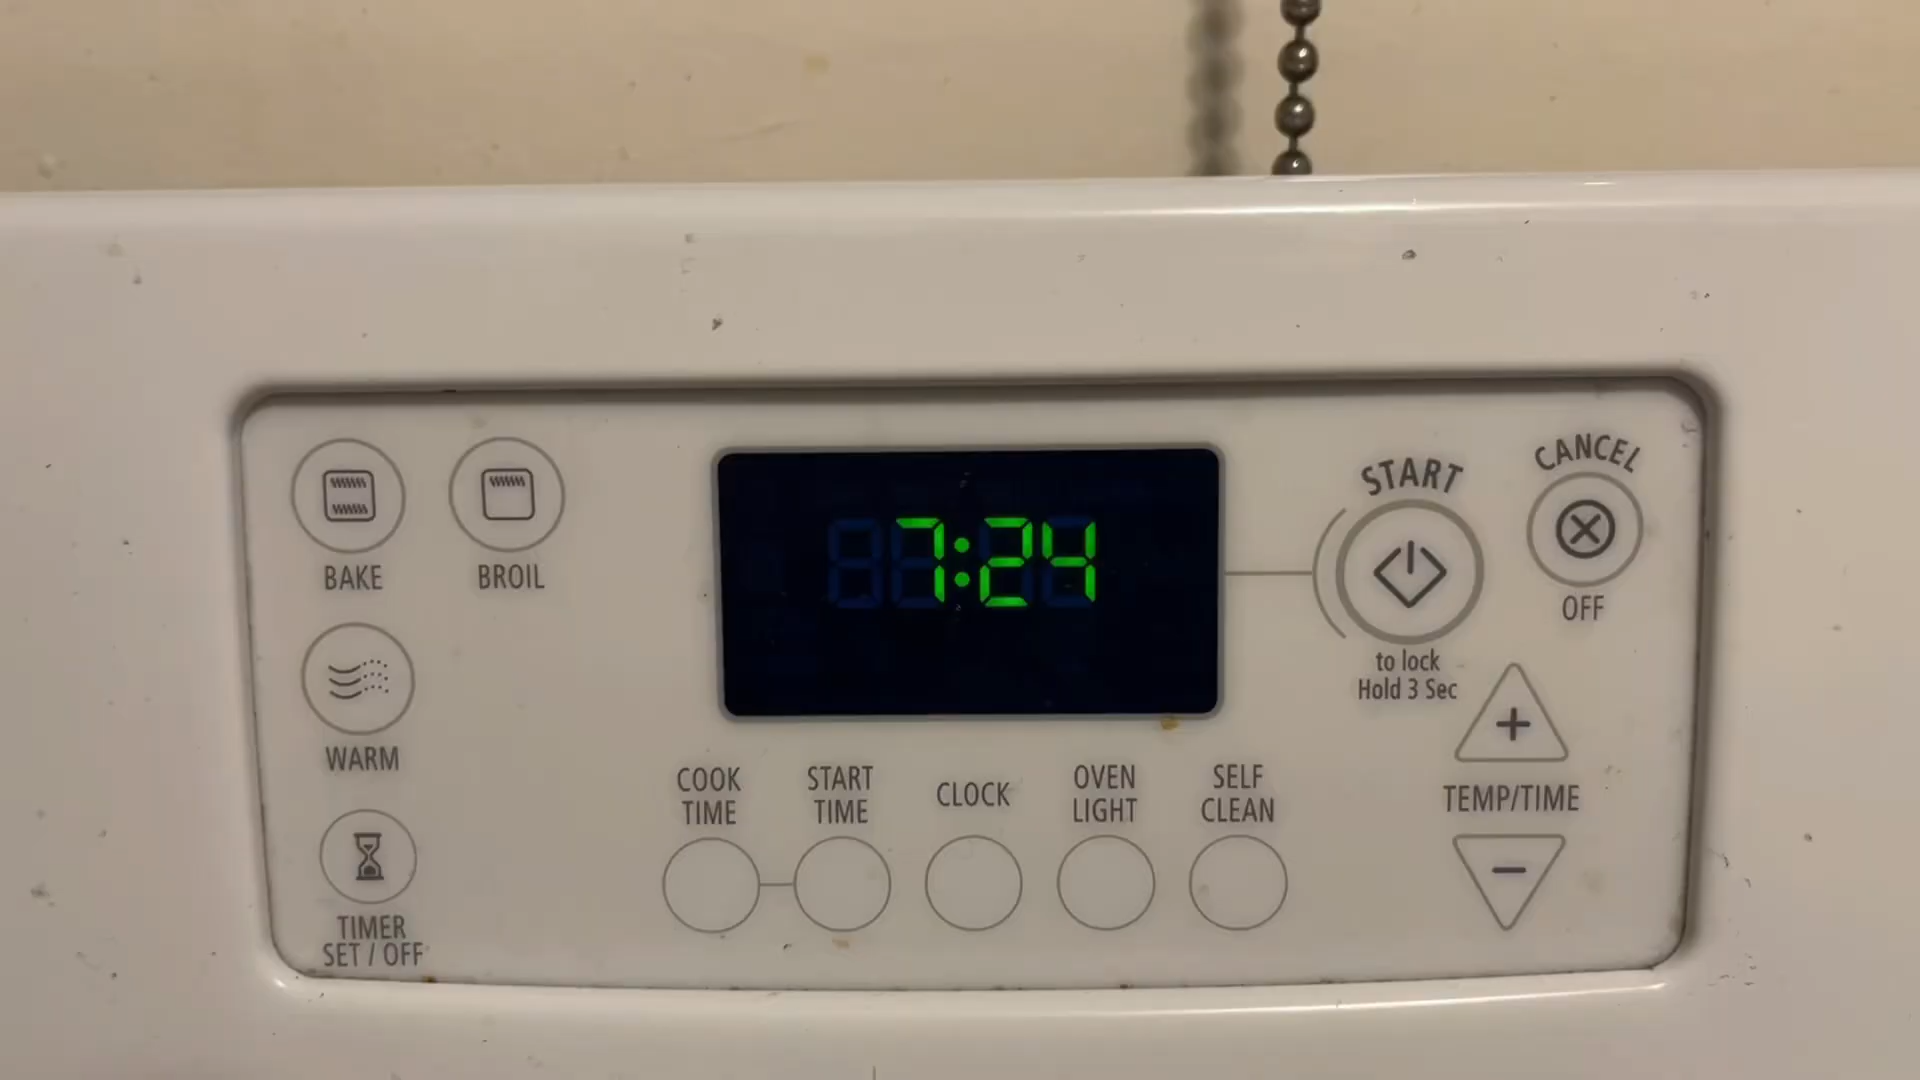 BAKE
BROIL
WARM
TIMER
SET / OFF
7:24
COOK
TIME
START
TIME
CLOCK
OVEN
LIGHT
SELF
CLEAN
START
to lock
Hold 3 Sec
CANCEL
OFF
+
TEMP/TIME
−